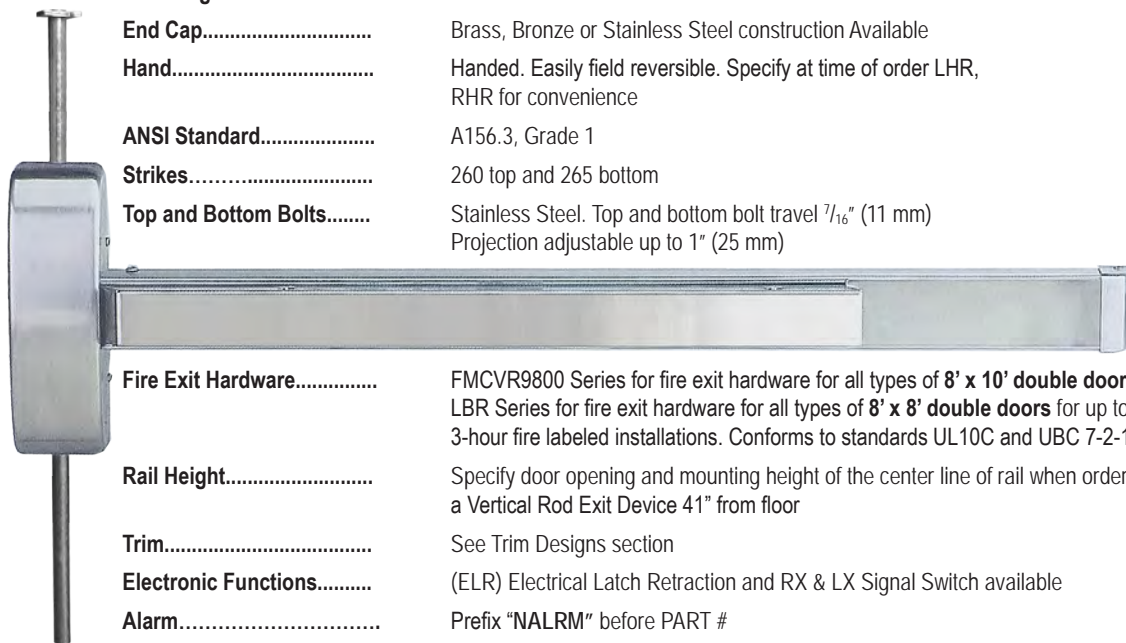 End Cap............................... Brass, Bronze or Stainless Steel construction Available
Hand..................................... Handed. Easily field reversible. Specify at time of order LHR,
RHR for convenience
ANSI Standard..................... A156.3, Grade 1
Strikes………....................... 260 top and 265 bottom
Top and Bottom Bolts........ Stainless Steel. Top and bottom bolt travel 7/16" (11 mm)
Projection adjustable up to 1" (25 mm)
Fire Exit Hardware............... FMCVR9800 Series for fire exit hardware for all types of 8’ x 10’ double door
LBR Series for fire exit hardware for all types of 8’ x 8’ double doors for up to
3-hour fire labeled installations. Conforms to standards UL10C and UBC 7-2-1
Rail Height........................... Specify door opening and mounting height of the center line of rail when order
a Vertical Rod Exit Device 41” from floor
Trim...................................... See Trim Designs section
Electronic Functions.......... (ELR) Electrical Latch Retraction and RX & LX Signal Switch available
Alarm…………………………. Prefix “NALRM” before PART #